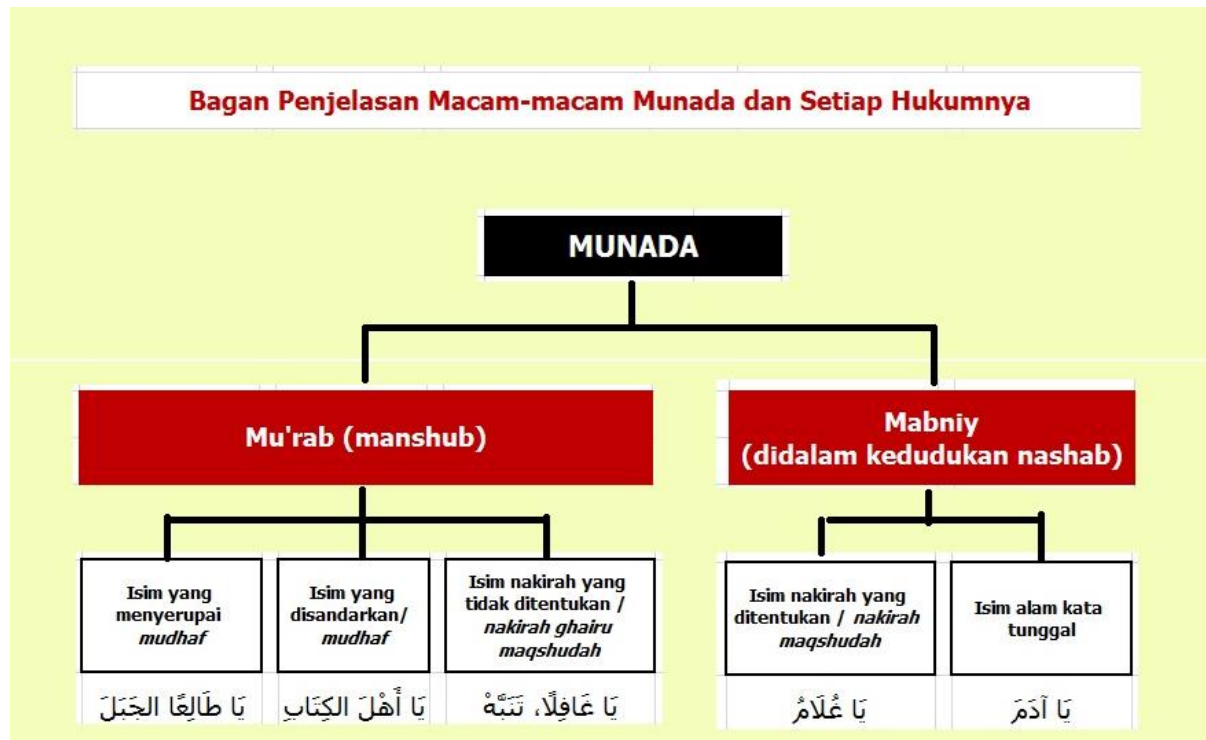 Bagan Penjelasan Macam-macam Munada dan Setiap Hukumnya
MUNADA
Mu'rab (manshub)
Mabniy
(didalam kedudukan nashab)
Isim yang
menyerupai
mudhaf
Isim yang
disandarkan/
mudhaf
Isim nakirah yang
tidak ditentukan /
nakirah ghairu
maqshudah
Isim nakirah yang
ditentukan / nakirah
maqshudah
Isim alam kata
tunggal
يَا طَالِعًا الجَبَلَ
يَا أَهْلَ الكِتَابِ
يَا غَافِلًا، تَنَبَّهْ
يَا غُلَامُ
يَا آدَمَ